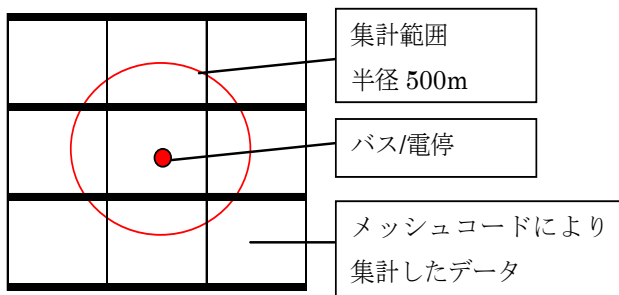 集計範囲
半径 500m
バス/電停
メッシュコードにより
集計したデータ